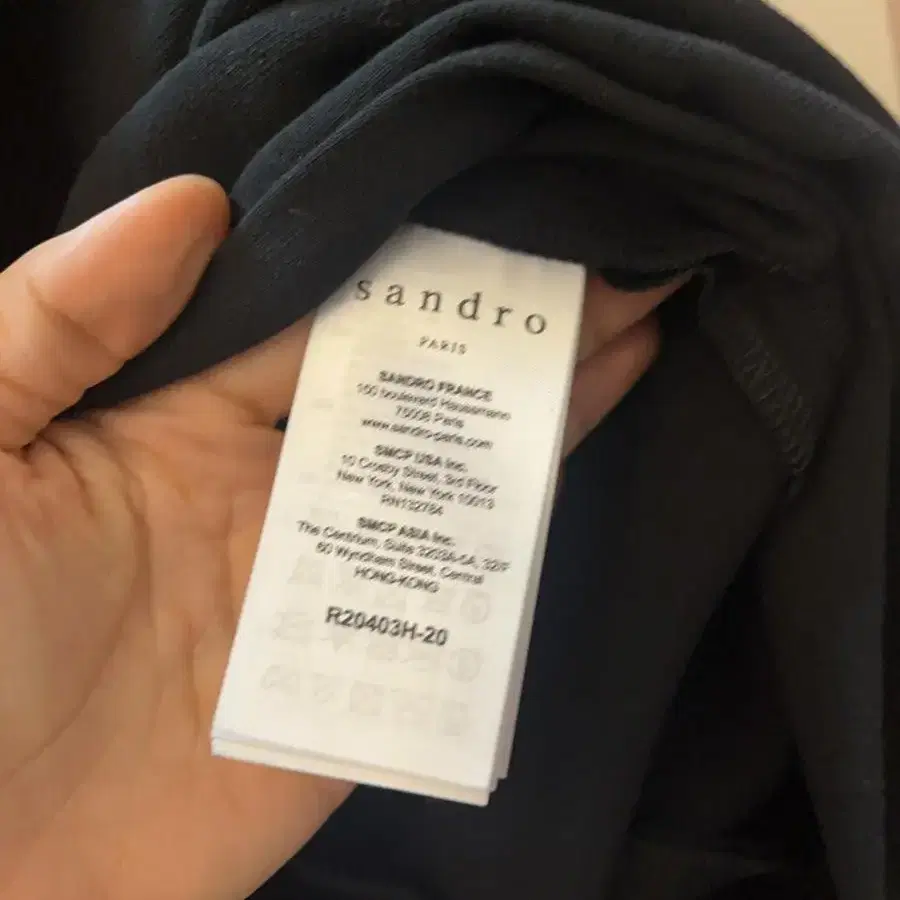 sandro
PARIS
SANDRO FRANCE
150 boulevard Haussmann
75008 Paris
www.sandro-paris.com
SMCP USA Inc.
10 Crosby Street, 3rd Floor
New York, New York 10013
RN132784
SMCP ASIA Inc.
The Centrium, Suite 3203A-5A, 32/F
60 Wyndham Street, Central
HONG-KONG
R20403H-20